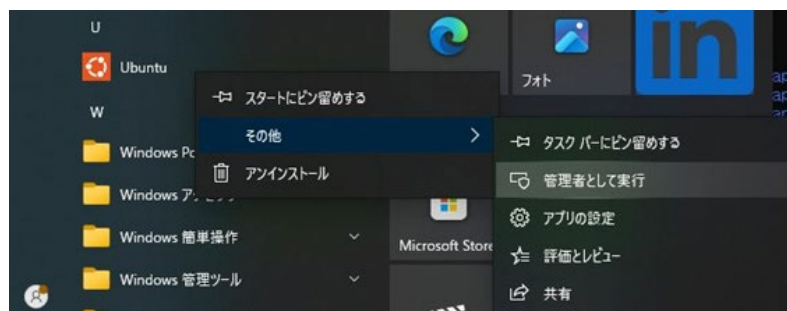 U
Ubuntu
W
Windows
Windows
Windows 簡単操作
Windows 管理ツール
スタートにピン留めする
その他
アンインストール
フォト
in
Microsoft Store
タスク バーにピン留めする
管理者として実行
アプリの設定
評価とレビュー
共有